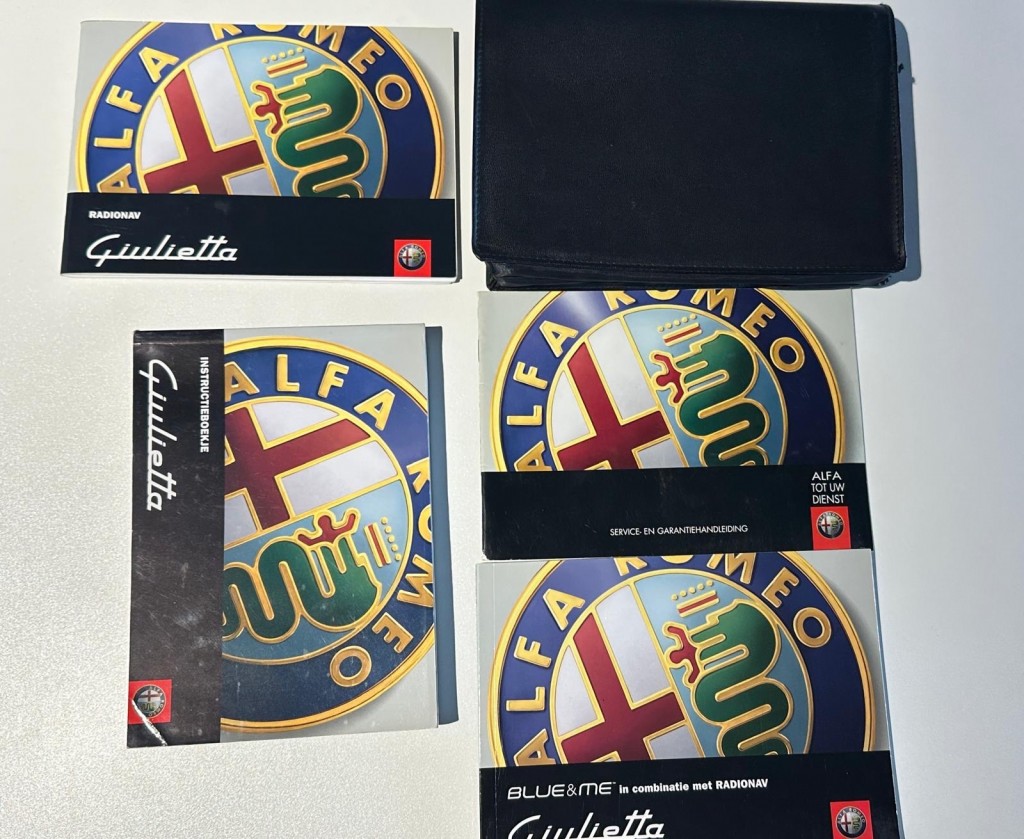 ALFA ROMEO
RADIONAV
Giulietta
ALFA ROMEO
INSTRUCTIEBOEKJE
Giulietta
ALFA ROMEO
ALFA
TOT UW
DIENST
SERVICE- EN GARANTIEHANDLEIDING
ALFA ROMEO
BLUE&ME™ in combinatie met RADIONAV
Giulietta